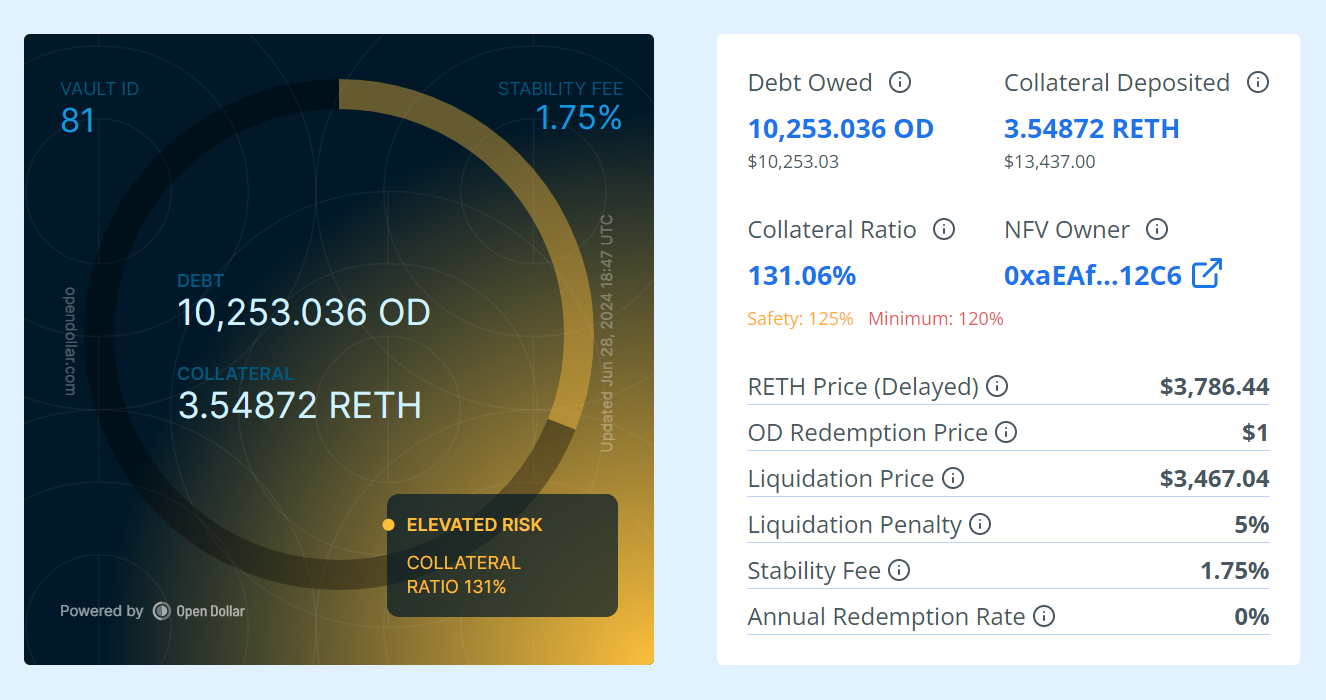 VAULT ID
81
STABILITY FEE
1.75%
opendollar.com
Updated Jun 28, 2024 18:47 UTC
DEBT
10,253.036 OD
COLLATERAL
3.54872 RETH
ELEVATED RISK
COLLATERAL
RATIO 131%
Powered by Open Dollar
Debt Owed
10,253.036 OD
$10,253.03
Collateral Deposited
3.54872 RETH
$13,437.00
Collateral Ratio
131.06%
Safety: 125% Minimum: 120%
NFV Owner
0xaEAf...12C6
RETH Price (Delayed) $3,786.44
OD Redemption Price $1
Liquidation Price $3,467.04
Liquidation Penalty 5%
Stability Fee 1.75%
Annual Redemption Rate 0%